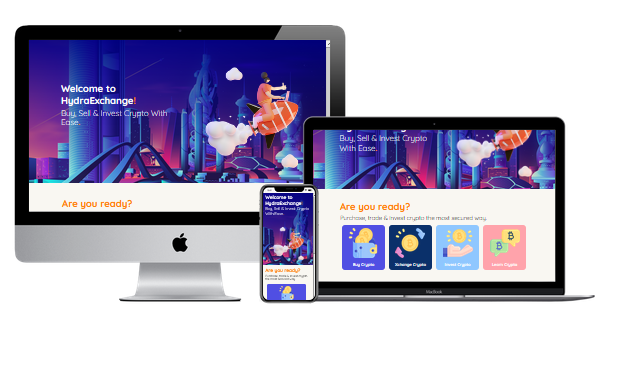 Welcome to
HydraExchange!
Buy, Sell & Invest Crypto With
Ease.
Are you ready?
Buy, Sell & Invest Crypto
With Ease.
Are you ready?
Purchase, trade & invest crypto the most secured way.
Buy Crypto
Xchange Crypto
Invest Crypto
Learn Crypto
MacBook
Welcome to
HydraExchange!
Buy, Sell & Invest Crypto
With Ease.
Are you ready?
Purchase, trade & invest crypto
the most secured way.